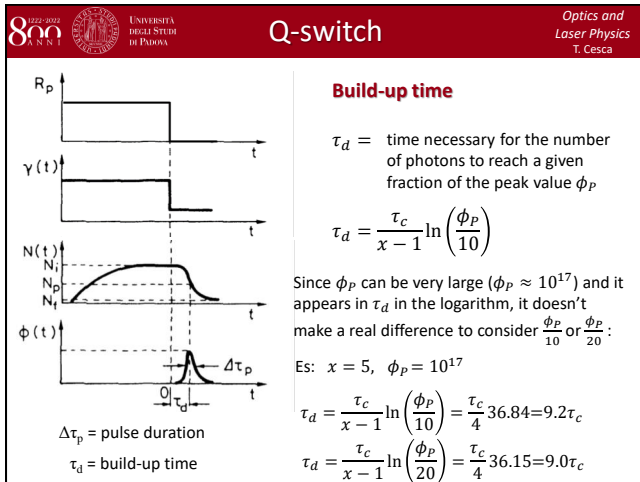 1222·2022
800
ANNI
UNIVERSITÀ
DEGLI STUDI
DI PADOVA
Q-switch
Optics and
Laser Physics
T. Cesca
R_p
t
γ(t)
t
N(t)
N_i
N_p
N_f
t
ϕ(t)
Δτ_p
0
τ_d
t
Δτ_p = pulse duration
τ_d = build-up time
Build-up time
τ_d = time necessary for the number
of photons to reach a given
fraction of the peak value ϕ_P
τ_d = τ_c/(x − 1) ln(ϕ_P/10)
Since ϕ_P can be very large (ϕ_P ≈ 10^17) and it
appears in τ_d in the logarithm, it doesn't
make a real difference to consider ϕ_P/10 or ϕ_P/20 :
Es: x = 5, ϕ_P = 10^17
τ_d = τ_c/(x − 1) ln(ϕ_P/10) = τ_c/4 36.84=9.2τ_c
τ_d = τ_c/(x − 1) ln(ϕ_P/20) = τ_c/4 36.15=9.0τ_c